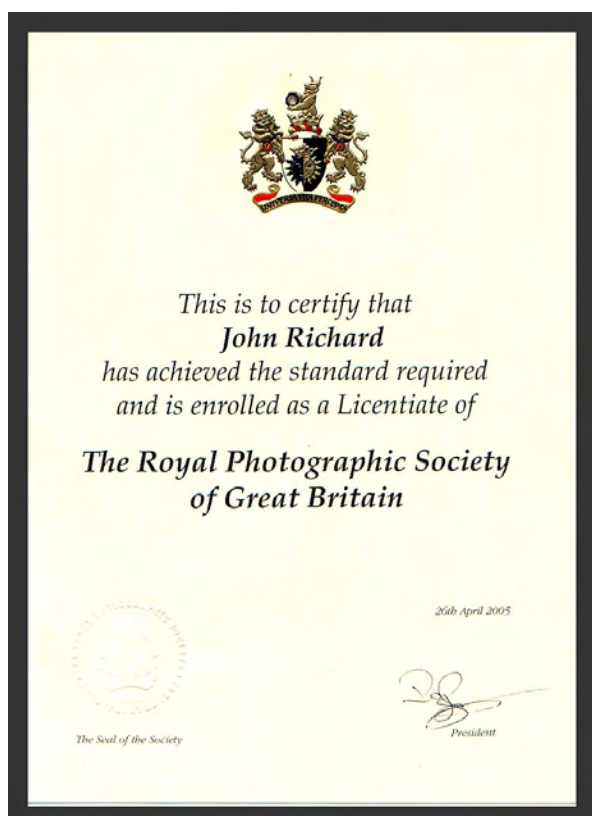 This is to certify that
John Richard
has achieved the standard required
and is enrolled as a Licentiate of
The Royal Photographic Society
of Great Britain
26th April 2005
The Seal of the Society
President